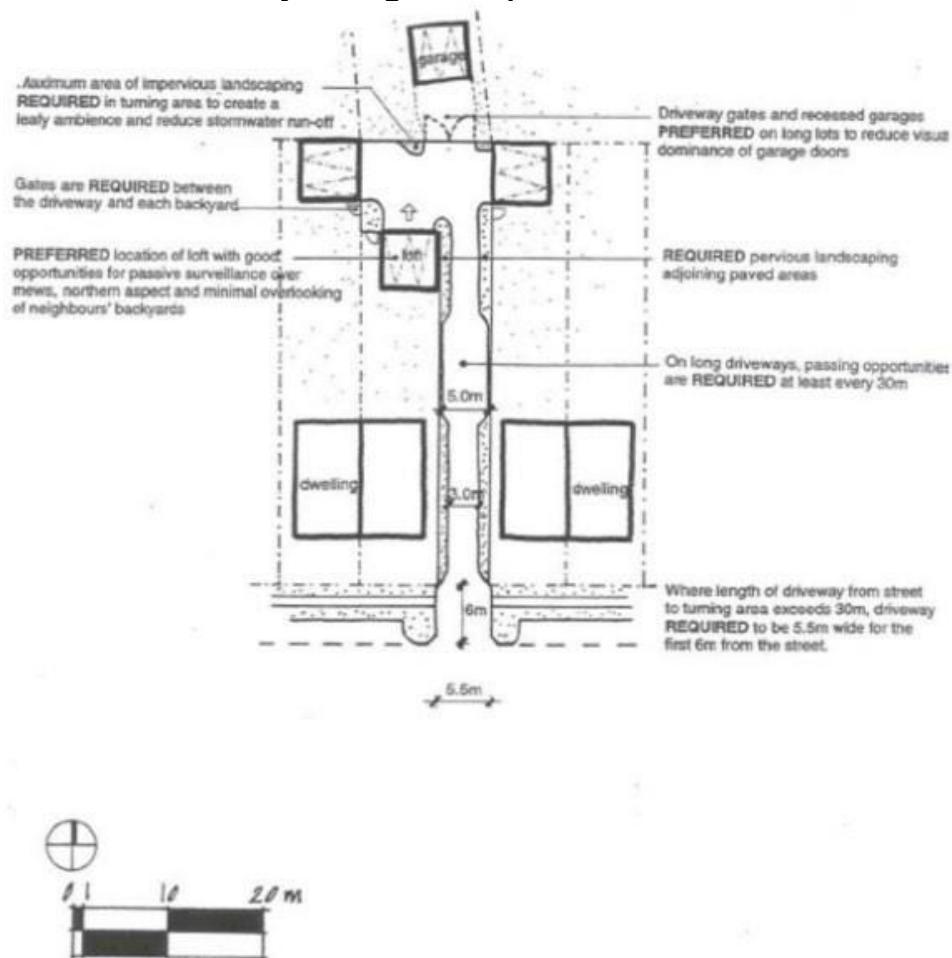 garage
.Aaximum area of impervious landscaping
REQUIRED in turning area to create a
leafy ambience and reduce stormwater run-off
Driveway gates and recessed garages
PREFERRED on long lots to reduce visua
dominance of garage doors
Gates are REQUIRED between
the driveway and each backyard
PREFERRED location of loft with good
opportunities for passive surveillance over
mews, northern aspect and minimal overlooking
of neighbours' backyards
loft
REQUIRED pervious landscaping
adjoining paved areas
On long driveways, passing opportunities
are REQUIRED at least every 30m
5.0m
dwelling
3.0m
dwelling
6m
Where length of driveway from street
to turning area exceeds 30m, driveway
REQUIRED to be 5.5m wide for the
first 6m from the street.
5.5m
0 1 10 20 m